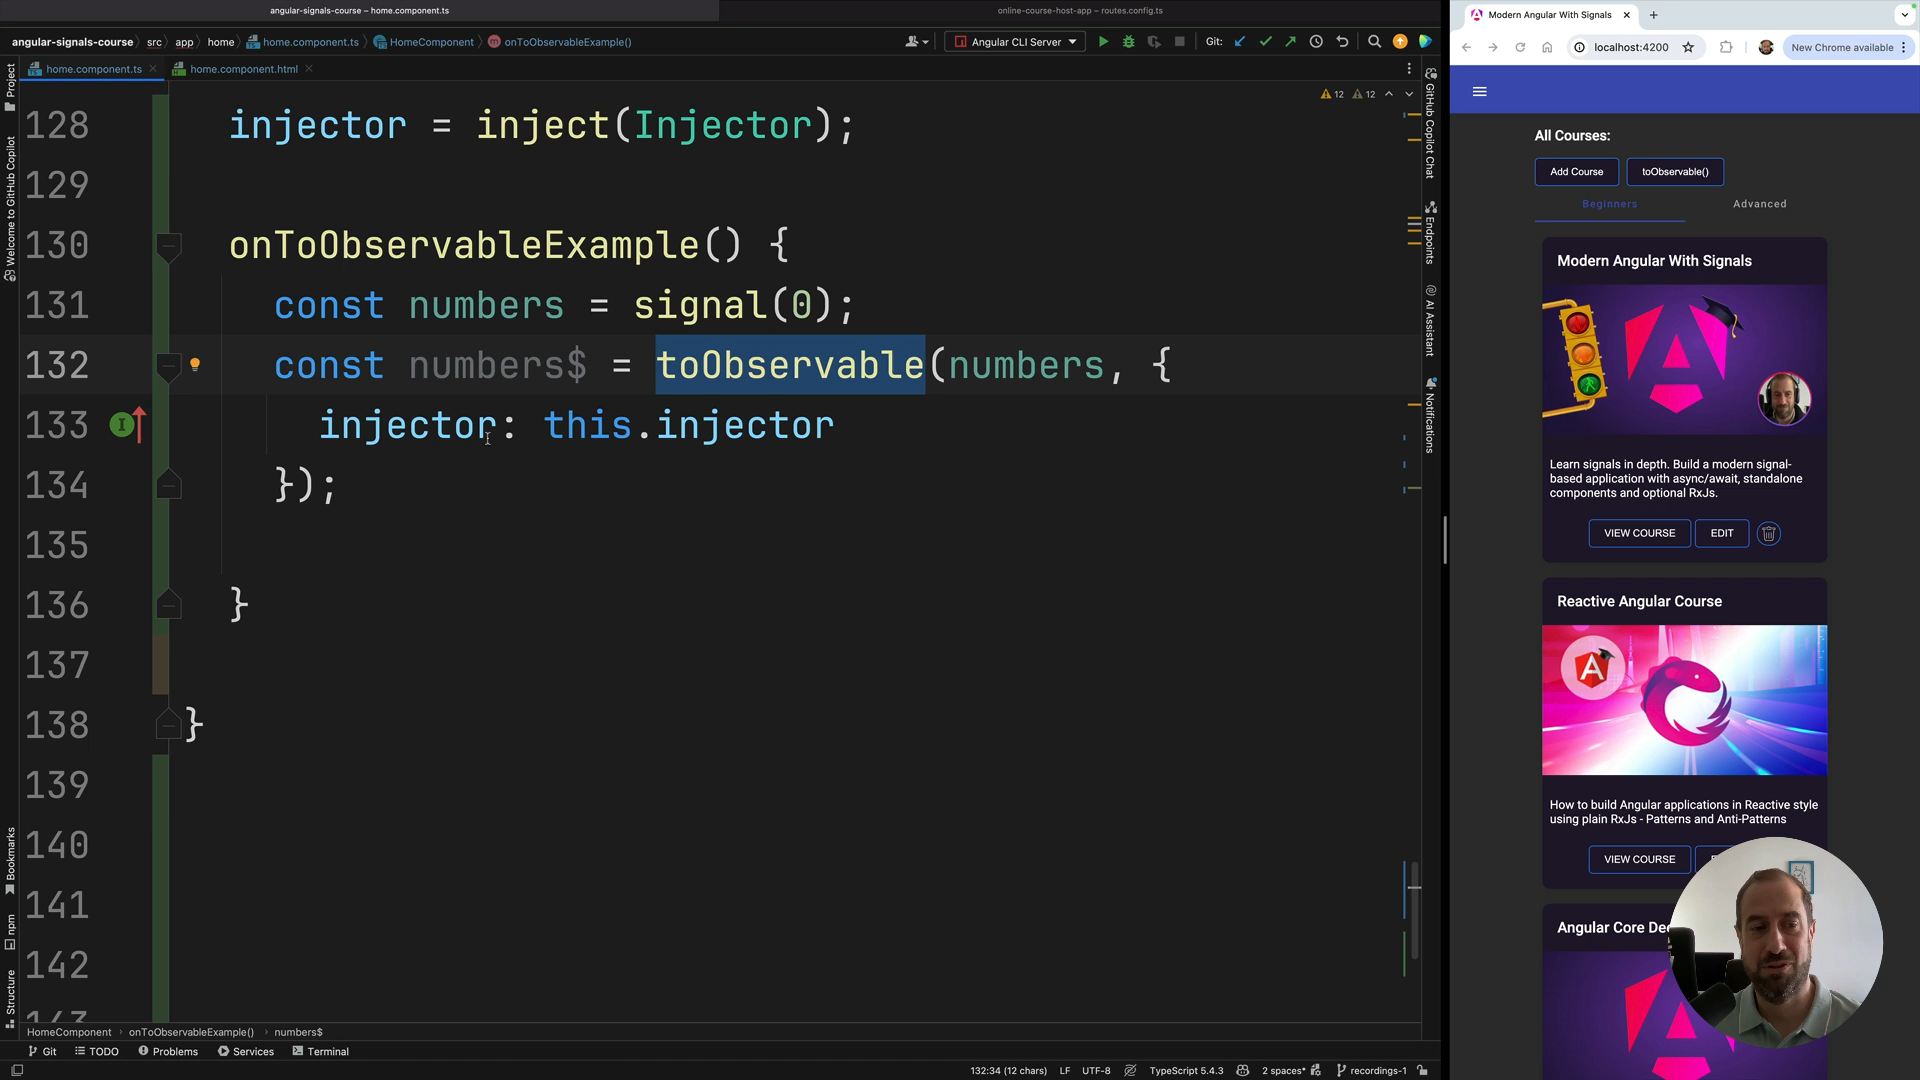 angular-signals-course – home.component.ts
online-course-host-app – routes.config.ts
angular-signals-course
src
app
home
home.component.ts
HomeComponent
onToObservableExample()
Angular CLI Server
Git:
home.component.ts
home.component.html
12
12
Project
Welcome to GitHub Copilot
Bookmarks
npm
Structure
128 injector = inject(Injector);
129
130 onToObservableExample() {
131 const numbers = signal(0);
132 const numbers$ = toObservable(numbers, {
133 injector: this.injector
134 });
135
136 }
137
138 }
139
140
141
142
143
GitHub Copilot Chat
Endpoints
AI Assistant
Notifications
HomeComponent
onToObservableExample()
numbers$
Git
TODO
Problems
Services
Terminal
132:34 (12 chars)
LF
UTF-8
TypeScript 5.4.3
2 spaces*
recordings-1
Modern Angular With Signals
localhost:4200
New Chrome available
All Courses:
Add Course
toObservable()
Beginners
Advanced
Modern Angular With Signals
Learn signals in depth. Build a modern signal-
based application with async/await, standalone
components and optional RxJs.
VIEW COURSE
EDIT
Reactive Angular Course
How to build Angular applications in Reactive style
using plain RxJs - Patterns and Anti-Patterns
VIEW COURSE
Angular Core